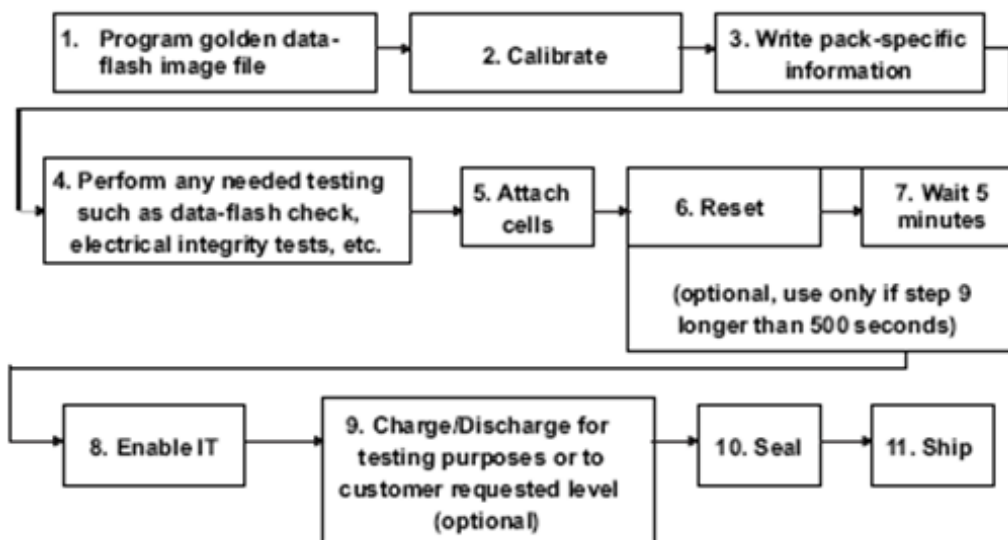 1. Program golden data-
flash image file
2. Calibrate
3. Write pack-specific
information
4. Perform any needed testing
such as data-flash check,
electrical integrity tests, etc.
5. Attach
cells
6. Reset
7. Wait 5
minutes
(optional, use only if step 9
longer than 500 seconds)
8. Enable IT
9. Charge/Discharge for
testing purposes or to
customer requested level
(optional)
10. Seal
11. Ship